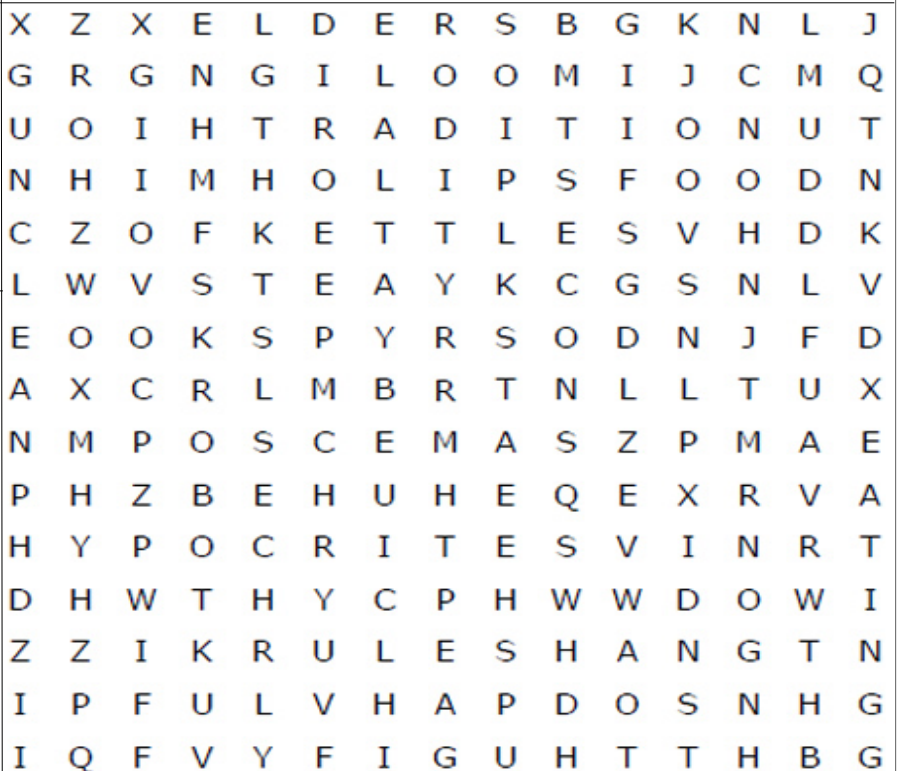 X Z X E L D E R S B G K N L J
G R G N G I L O O M I J C M Q
U O I H T R A D I T I O N U T
N H I M H O L I P S F O O D N
C Z O F K E T T L E S V H D K
L W V S T E A Y K C G S N L V
E O O K S P Y R S O D N J F D
A X C R L M B R T N L L T U X
N M P O S C E M A S Z P M A E
P H Z B E H U H E Q E X R V A
H Y P O C R I T E S V I N R T
D H W T H Y C P H W W D O W I
Z Z I K R U L E S H A N G T N
I P F U L V H A P D O S N H G
I Q F V Y F I G U H T T H B G